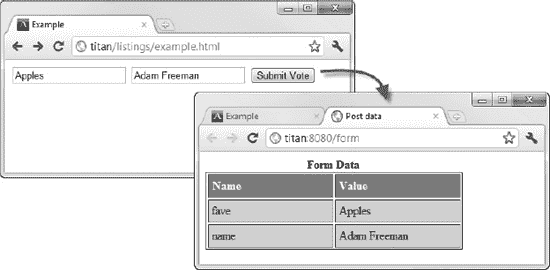 Example
titan/listings/example.html
Apples
Adam Freeman
Submit Vote
Example
Post data
titan:8080/form
Form Data
Name Value
fave Apples
name Adam Freeman